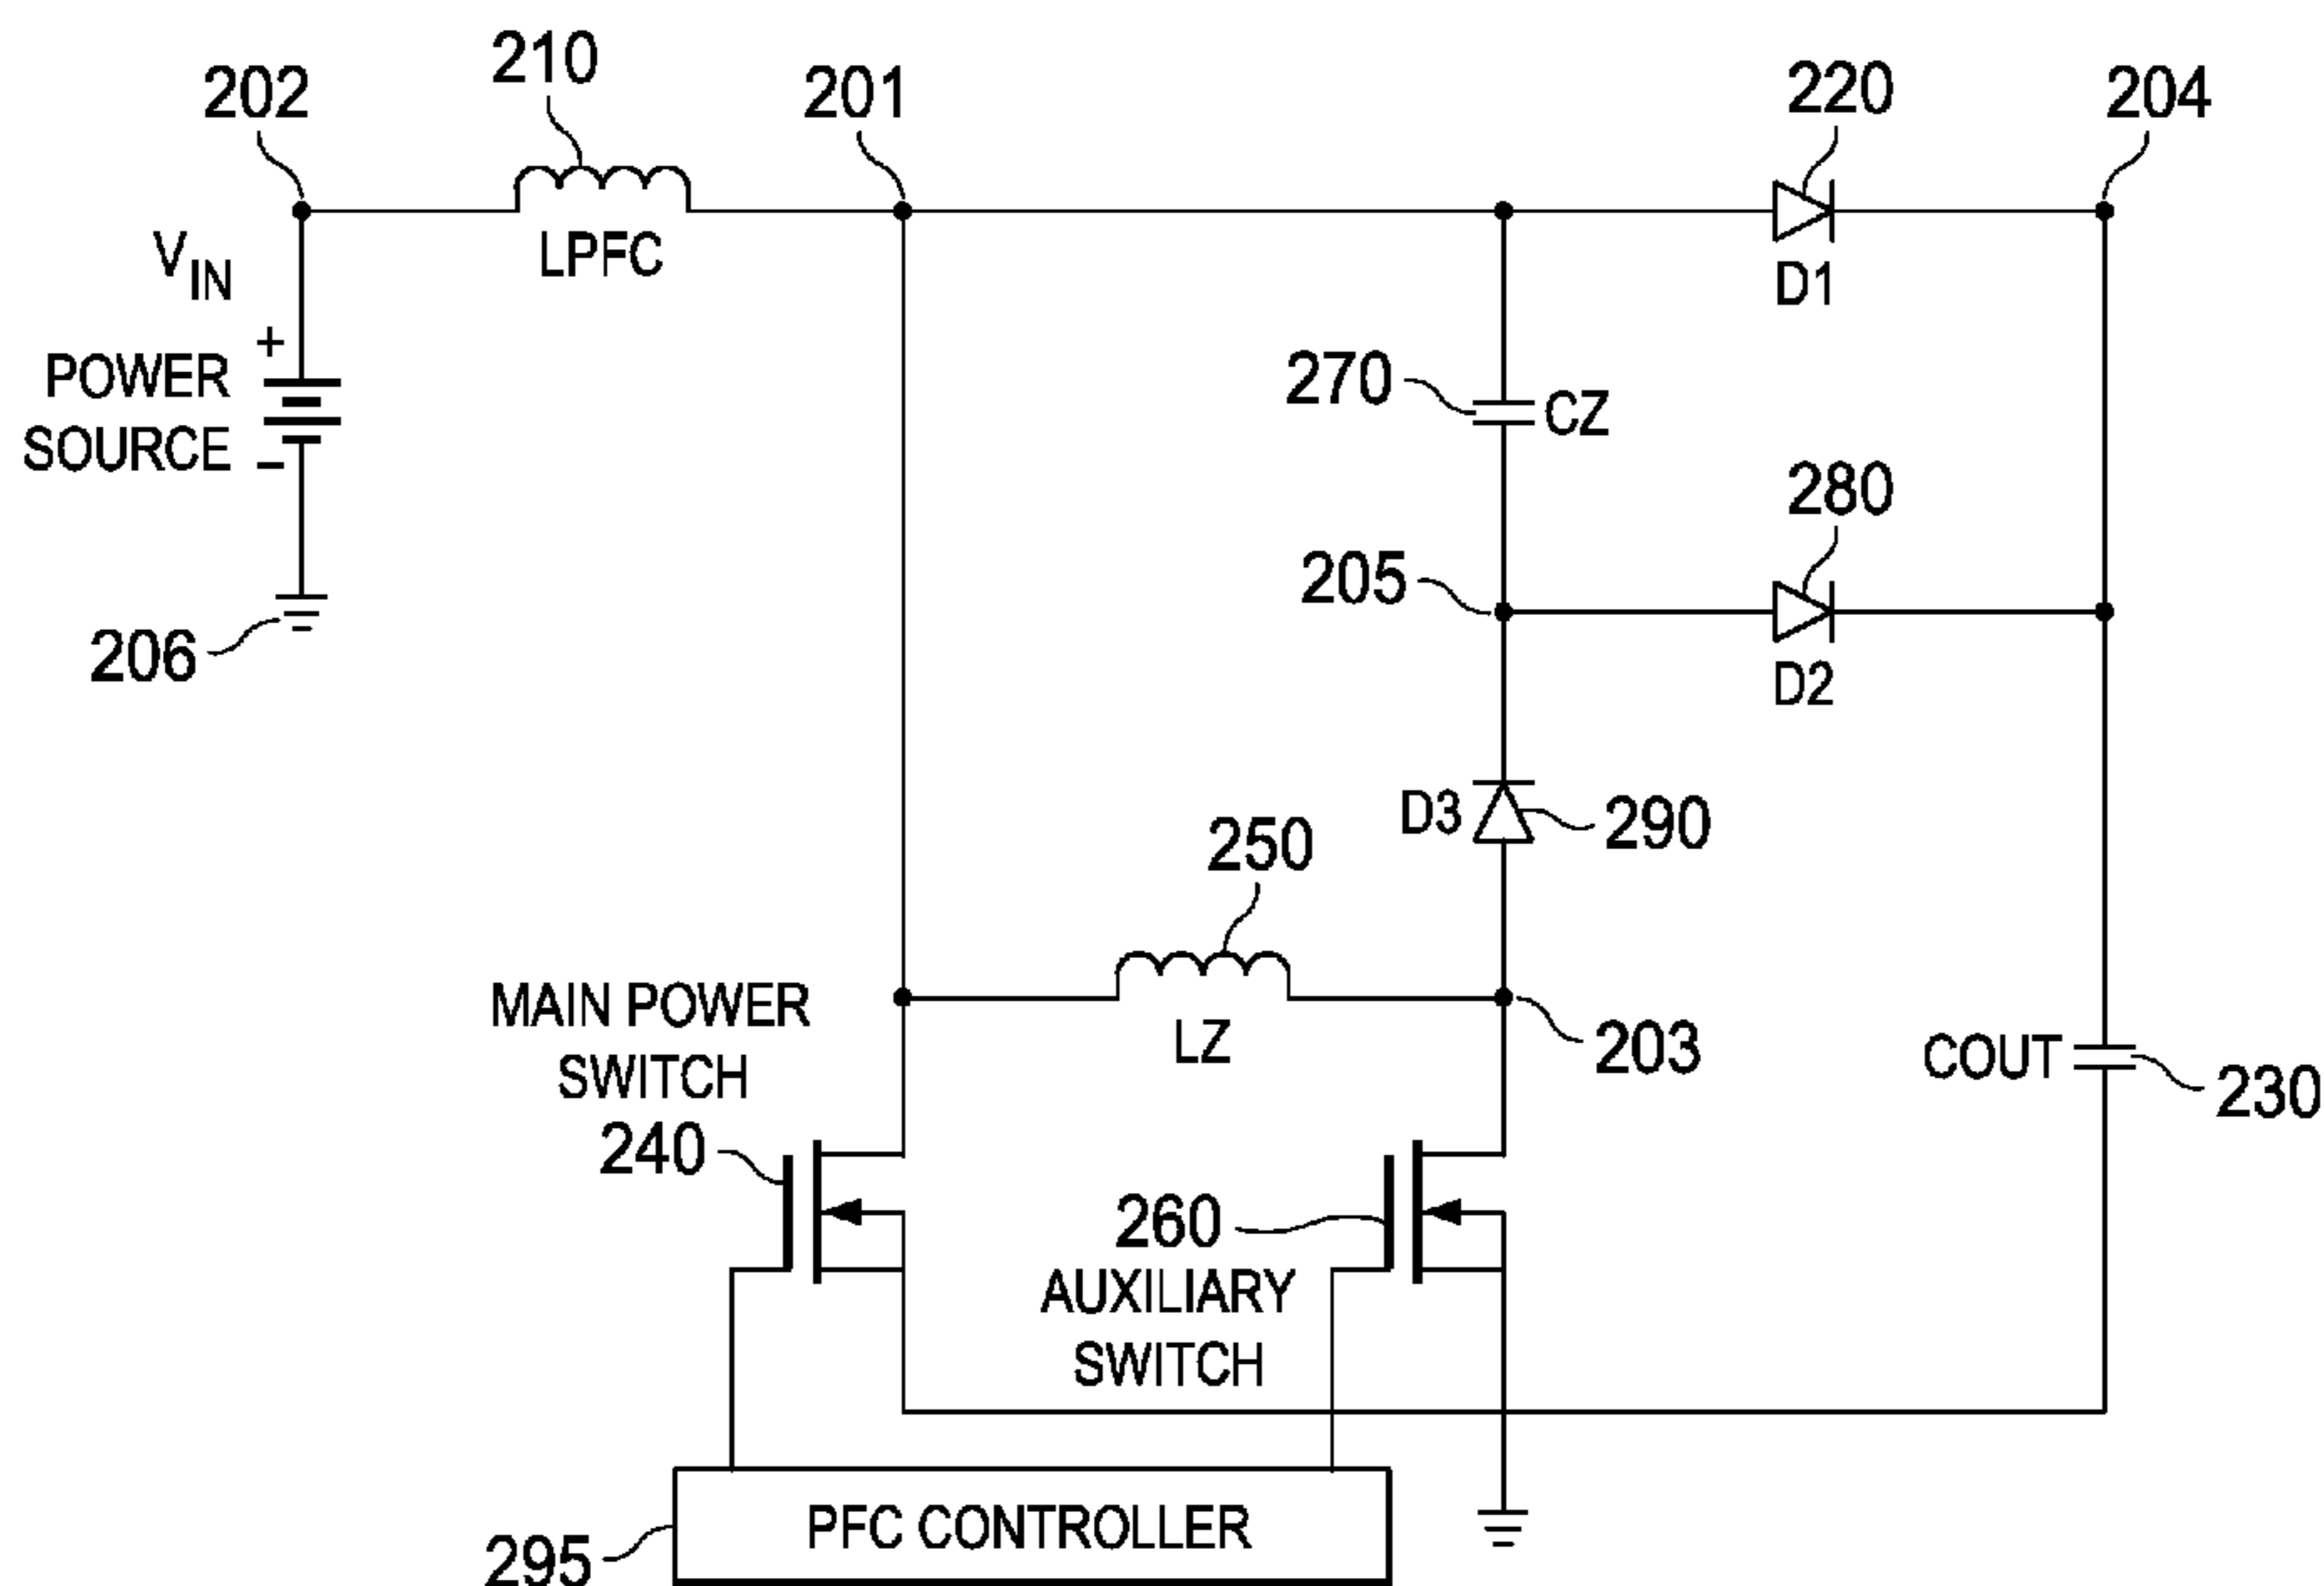 210
202
201
220
204
V IN
LPFC
D1
+
POWER
SOURCE
−
270
CZ
280
205
206
D2
D3
290
250
MAIN POWER
SWITCH
LZ
203
COUT
230
240
260
AUXILIARY
SWITCH
PFC CONTROLLER
295